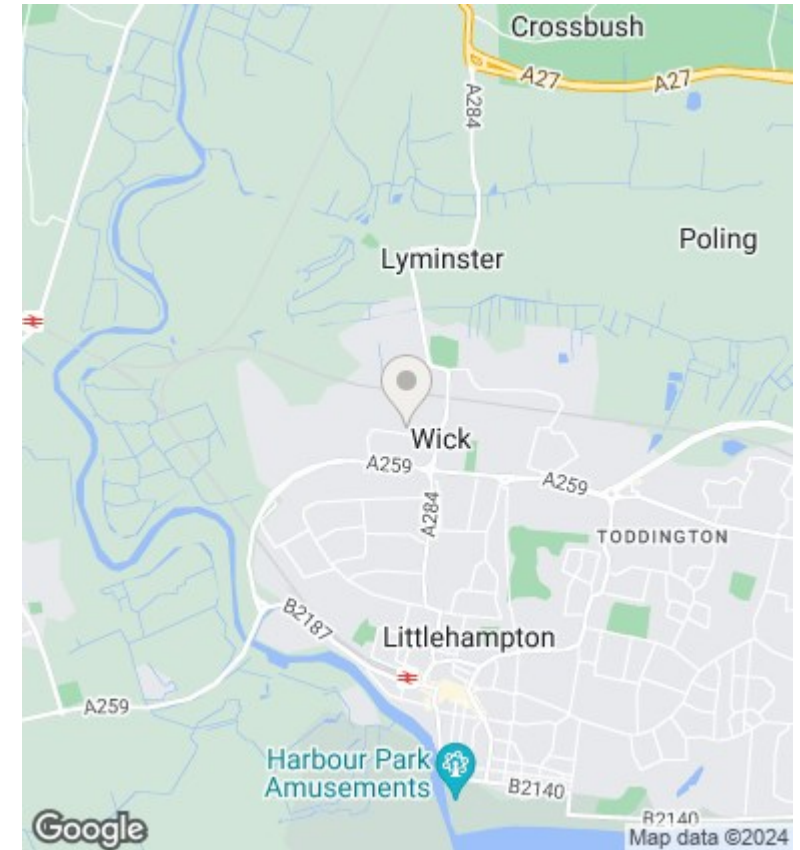 Crossbush
A27
A27
A284
Poling
Lyminster
Wick
A259
A259
A284
TODDINGTON
B2187
Littlehampton
A259
Harbour Park
Amusements
B2140
B2140
Google
Map data ©2024